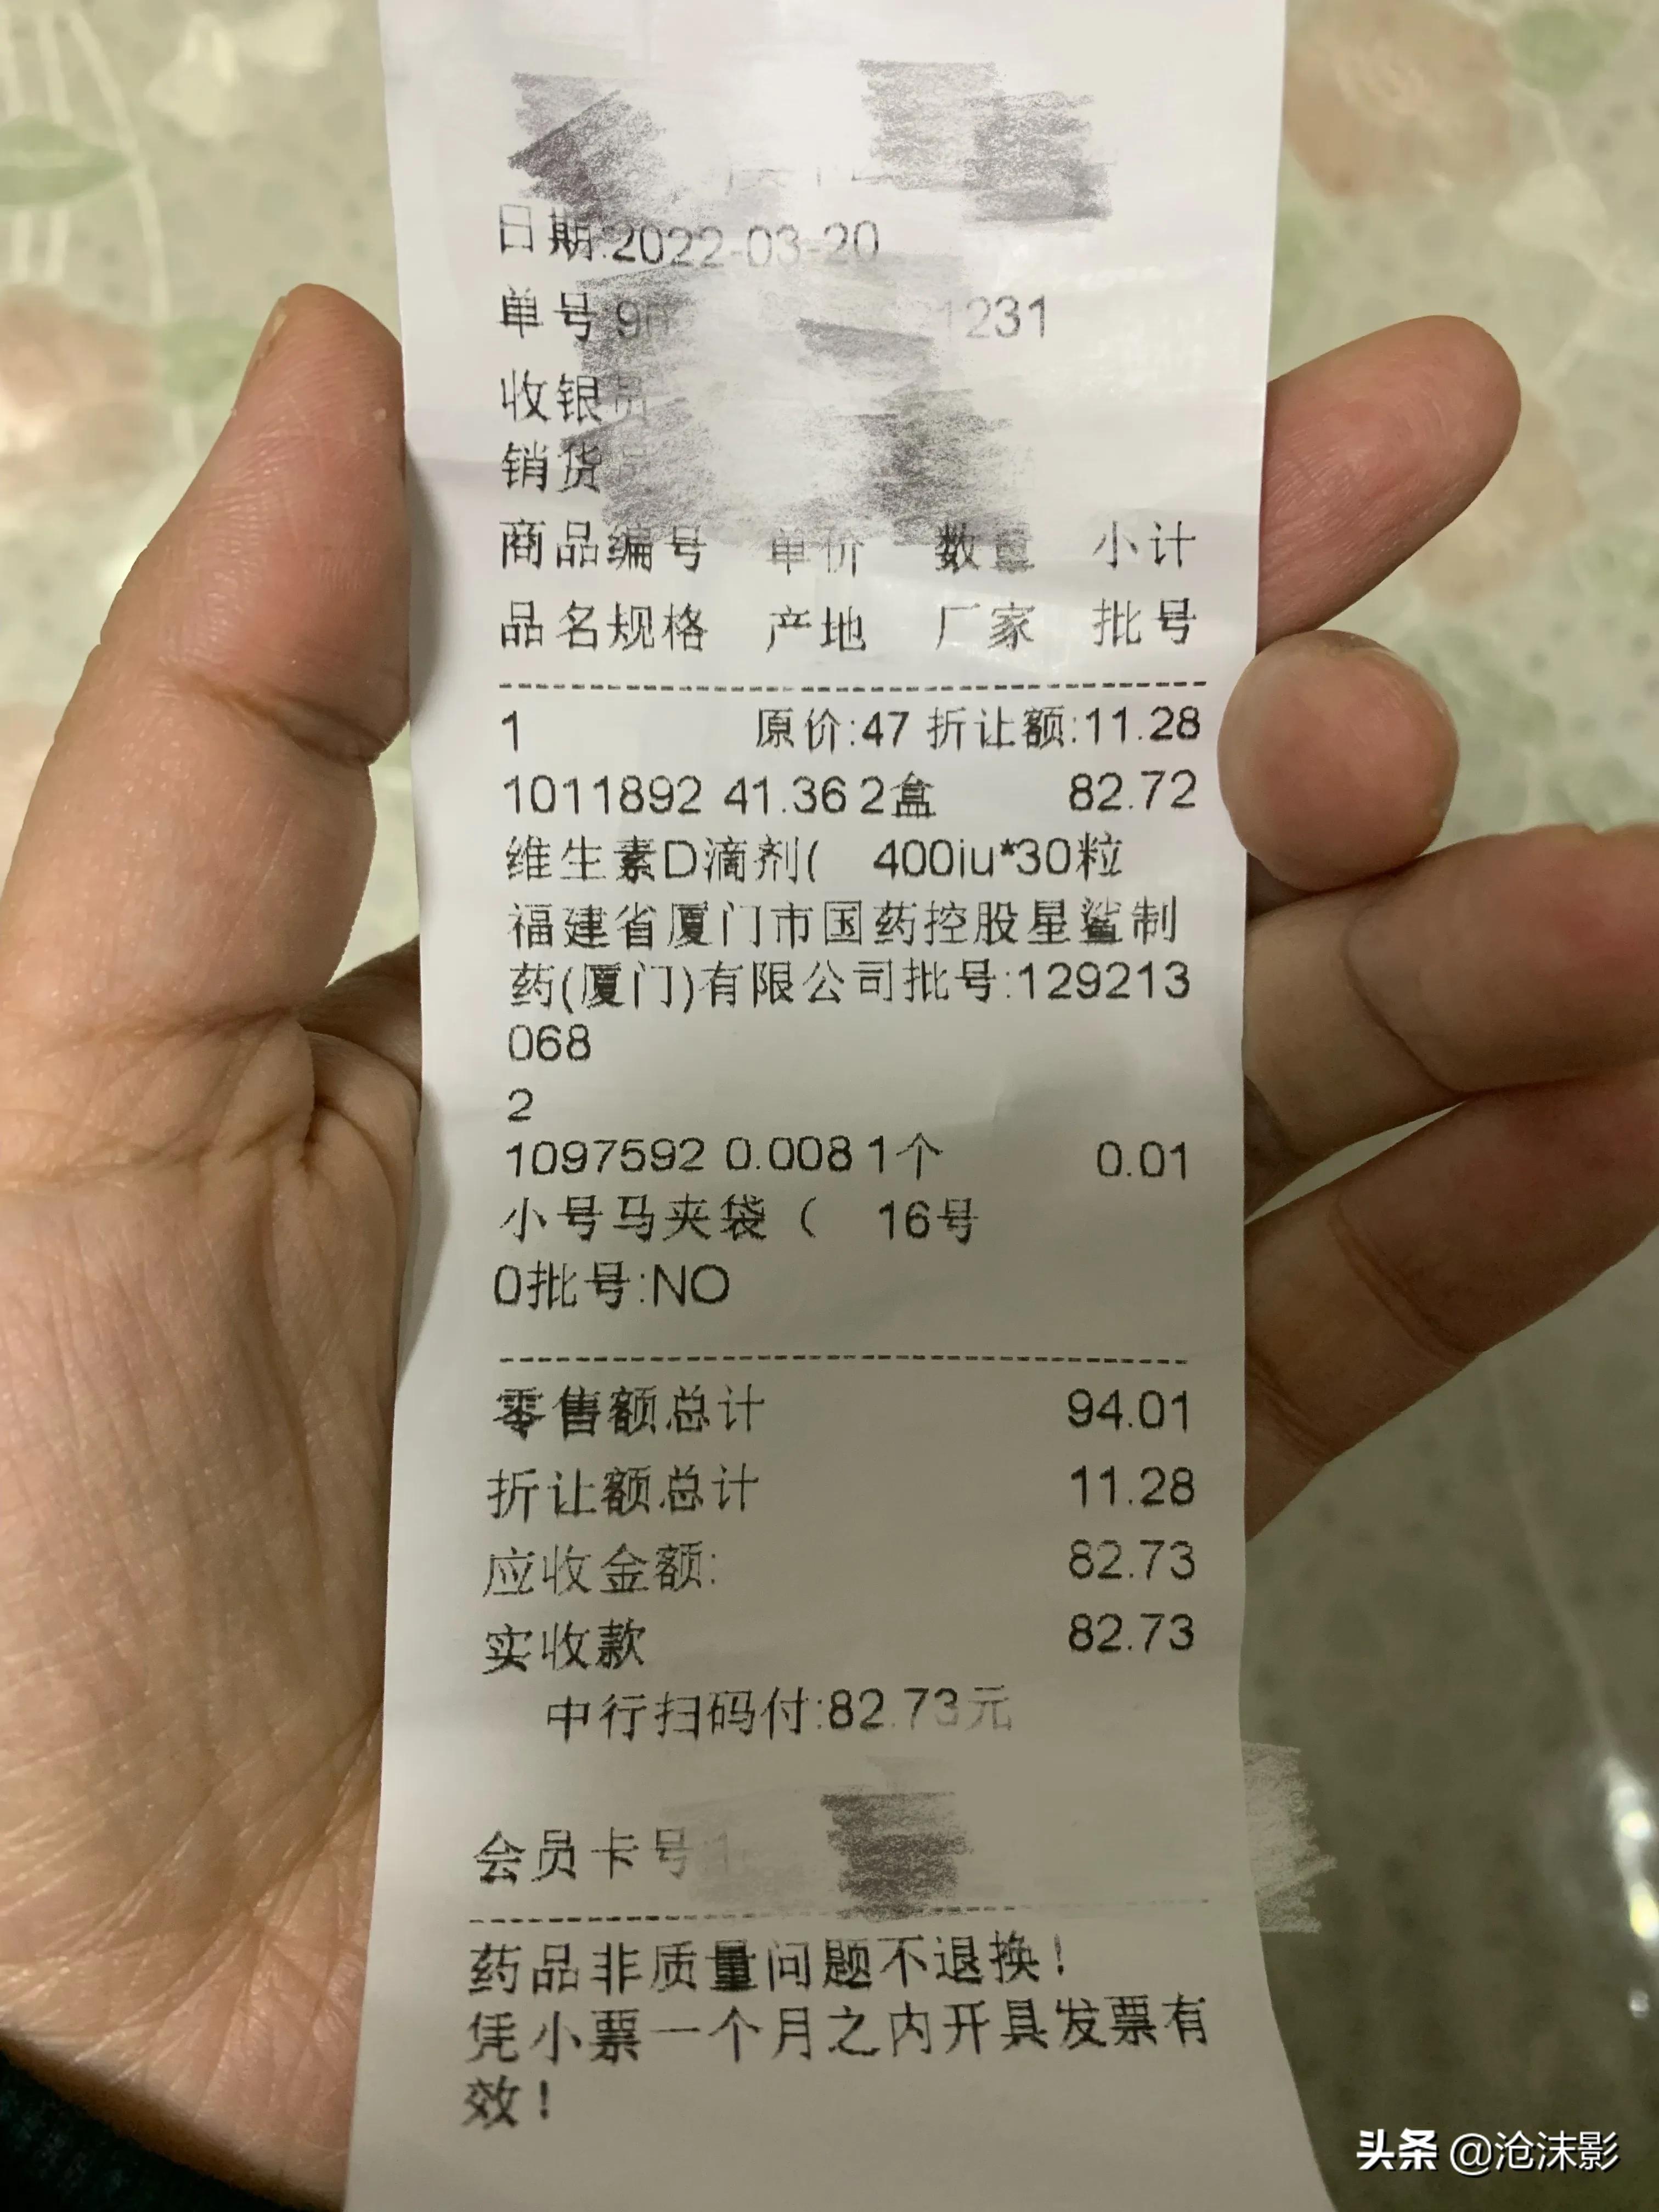 日期:2022-03-20
单号 1231
收银
销货
商品编号 单价 数量 小计
品名规格 产地 厂家 批号
1 原价:47 折让额:11.28
1011892 41.36 2盒 82.72
维生素D滴剂( 400iu*30粒
福建省厦门市国药控股星鲨制
药(厦门)有限公司批号:129213
068
2
1097592 0.008 1个 0.01
小号马夹袋( 16号
0批号:NO
零售额总计 94.01
折让额总计 11.28
应收金额: 82.73
实收款 82.73
中行扫码付:82.73元
会员卡号
药品非质量问题不退换!
凭小票一个月之内开具发票有
效!
头条 @沧沫影